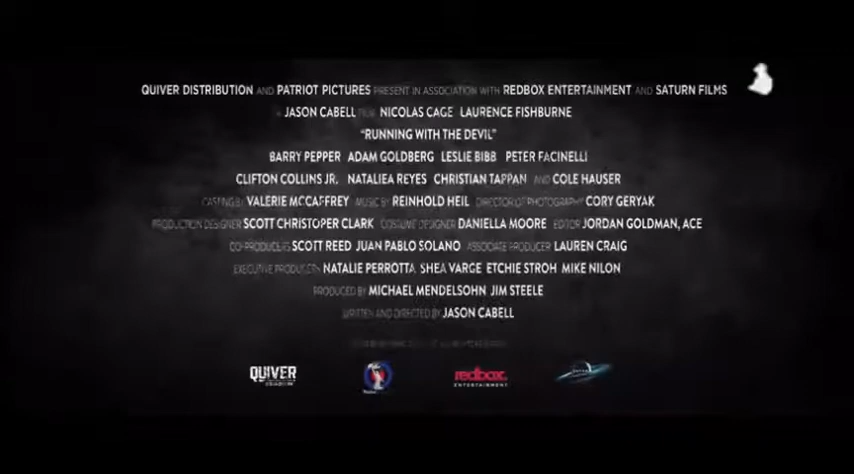 QUIVER DISTRIBUTION AND PATRIOT PICTURES PRESENT IN ASSOCIATION WITH REDBOX ENTERTAINMENT AND SATURN FILMS
A JASON CABELL FILM NICOLAS CAGE LAURENCE FISHBURNE
"RUNNING WITH THE DEVIL"
BARRY PEPPER ADAM GOLDBERG LESLIE BIBB PETER FACINELLI
CLIFTON COLLINS JR. NATALIEA REYES CHRISTIAN TAPPAN AND COLE HAUSER
CASTING BY VALERIE MCCAFFREY MUSIC BY REINHOLD HEIL DIRECTOR OF PHOTOGRAPHY CORY GERYAK
PRODUCTION DESIGNER SCOTT CHRISTOPER CLARK COSTUME DESIGNER DANIELLA MOORE EDITOR JORDAN GOLDMAN, ACE
CO-PRODUCERS SCOTT REED JUAN PABLO SOLANO ASSOCIATE PRODUCER LAUREN CRAIG
EXECUTIVE PRODUCERS NATALIE PERROTTA SHEA VARGE ETCHIE STROH MIKE NILON
PRODUCED BY MICHAEL MENDELSOHN JIM STEELE
WRITTEN AND DIRECTED BY JASON CABELL
QUIVER redbox.
ENTERTAINMENT